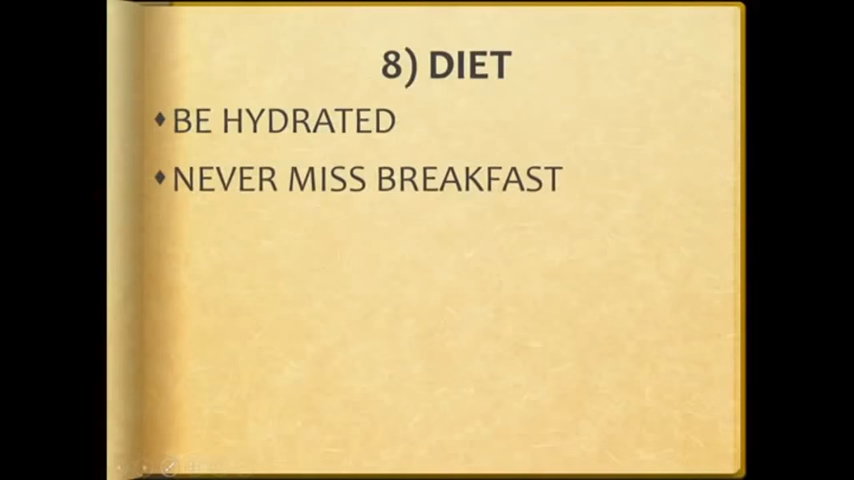 8) DIET
♦BE HYDRATED
♦NEVER MISS BREAKFAST